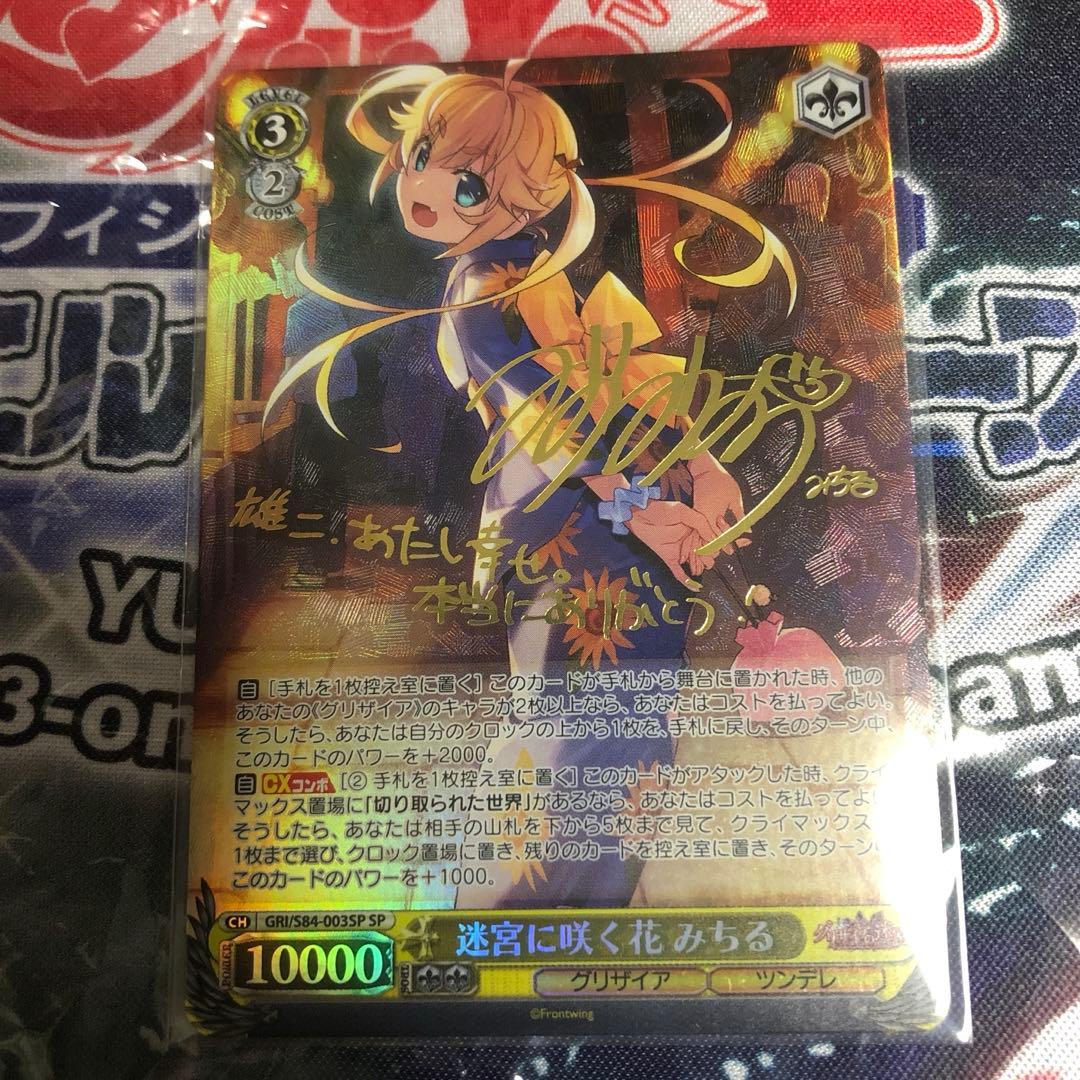 LEVEL
3
2
COST
フィシ
みちる
雄二、あたし幸せ。
本当にありがとう!
YU
3-on
an
自 [手札を1枚控え室に置く] このカードが手札から舞台に置かれた時、他の
あなたの《グリザイア》のキャラが2枚以上なら、あなたはコストを払ってよい。
そうしたら、あなたは自分のクロックの上から1枚を、手札に戻し、そのターン中、
このカードのパワーを+2000。
自 CXコンボ [② 手札を1枚控え室に置く] このカードがアタックした時、クライ
マックス置場に「切り取られた世界」があるなら、あなたはコストを払ってよい
そうしたら、あなたは相手の山札を下から5枚まで見て、クライマックス
1枚まで選び、クロック置場に置き、残りのカードを控え室に置き、そのターン
このカードのパワーを+1000。
CH GRI/S84-003SP SP
POWER 10000 SOUL
迷宮に咲く花 みちる
グリザイア ツンデレ
©Frontwing